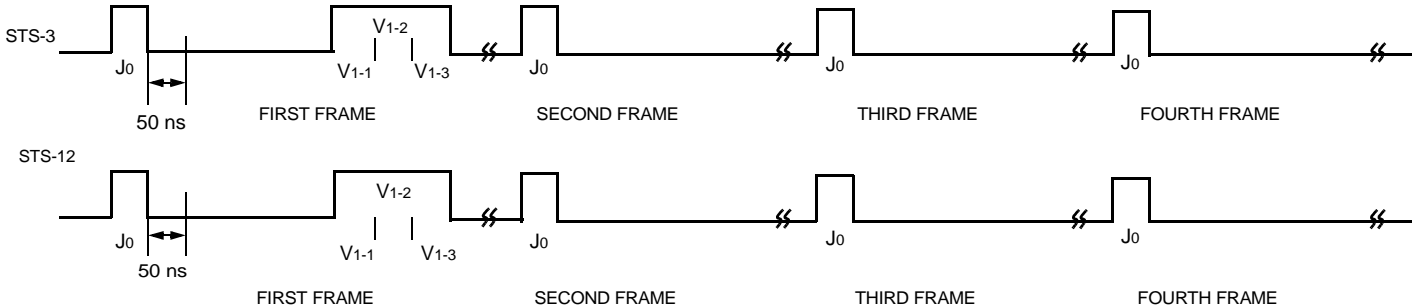 STS-3
V1-2
J0 V1-1 V1-3 J0 J0 J0
50 ns FIRST FRAME SECOND FRAME THIRD FRAME FOURTH FRAME
STS-12
V1-2
J0 V1-1 V1-3 J0 J0 J0
50 ns
FIRST FRAME SECOND FRAME THIRD FRAME FOURTH FRAME